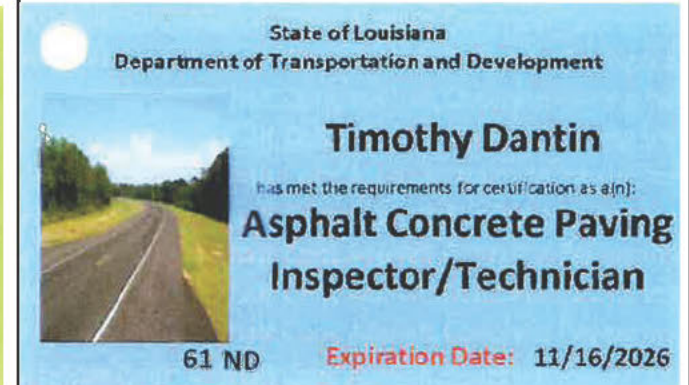 State of Louisiana
Department of Transportation and Development
Timothy Dantin
has met the requirements for certification as a(n):
Asphalt Concrete Paving
Inspector/Technician
61 ND
Expiration Date: 11/16/2026